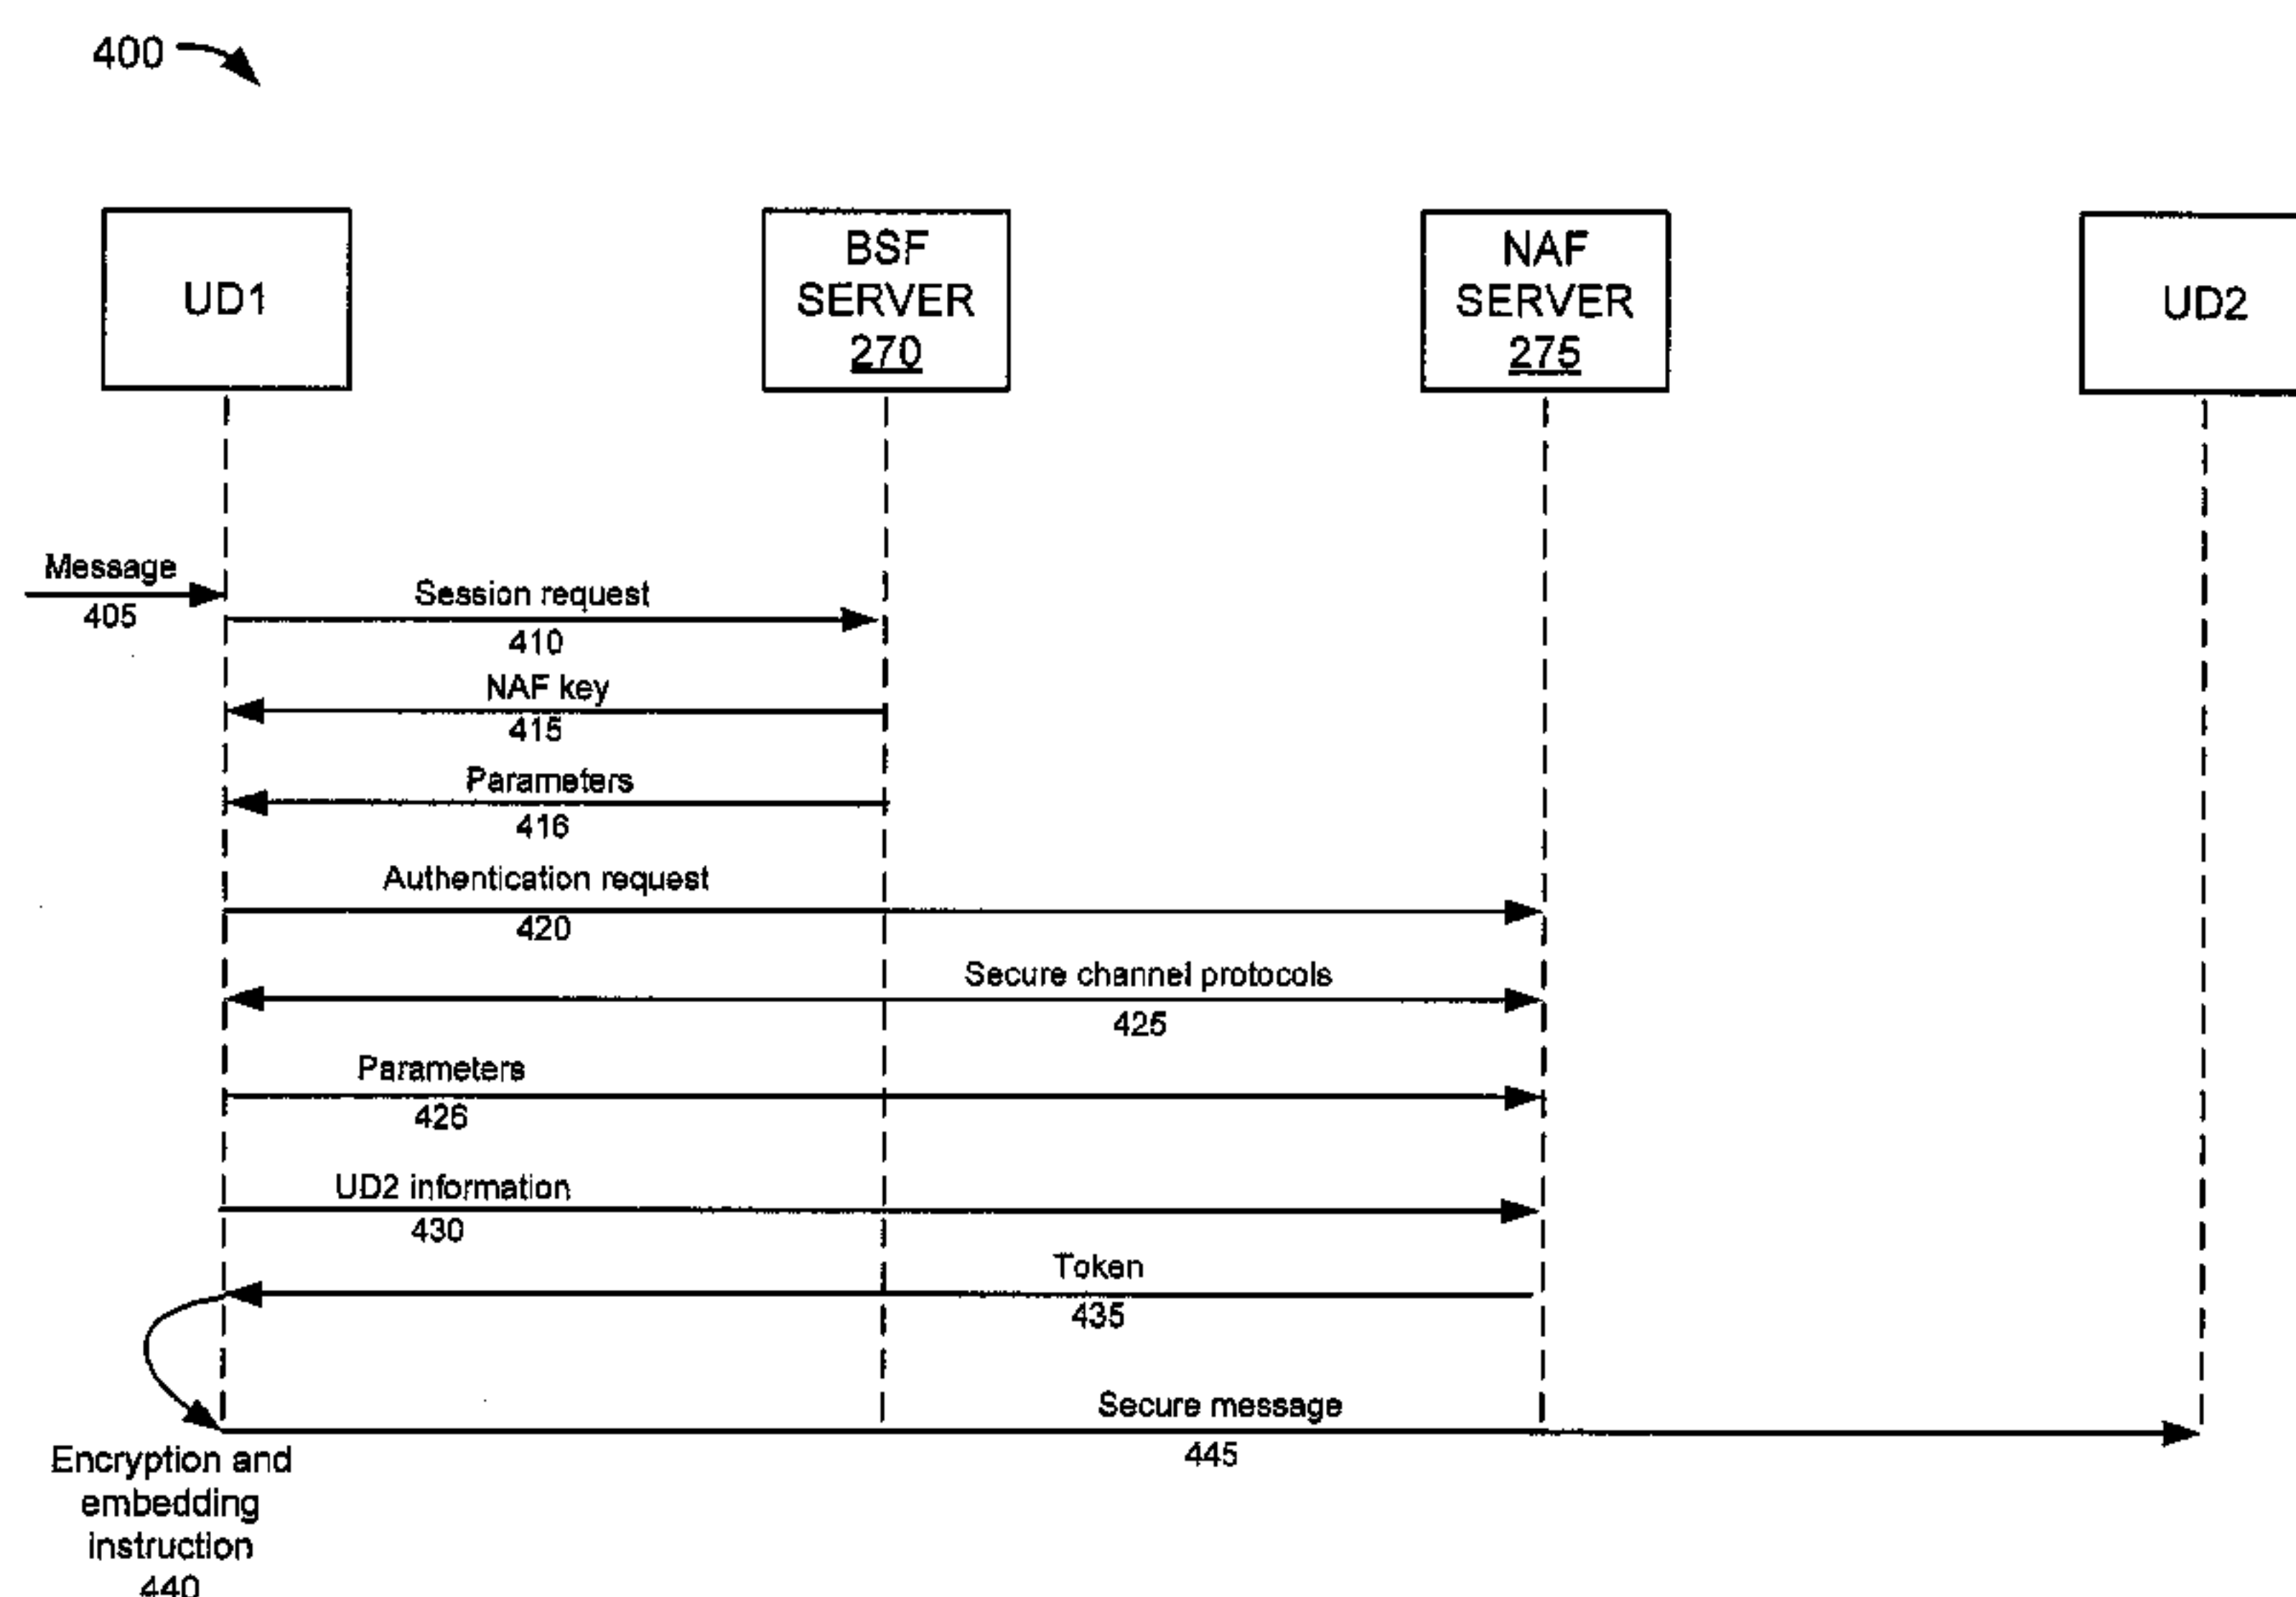 400
UD1
BSF
SERVER
270
NAF
SERVER
275
UD2
Message
405
Session request
410
NAF key
415
Parameters
416
Authentication request
420
Secure channel protocols
425
Parameters
426
UD2 information
430
Token
435
Secure message
445
Encryption and
embedding
instruction
440